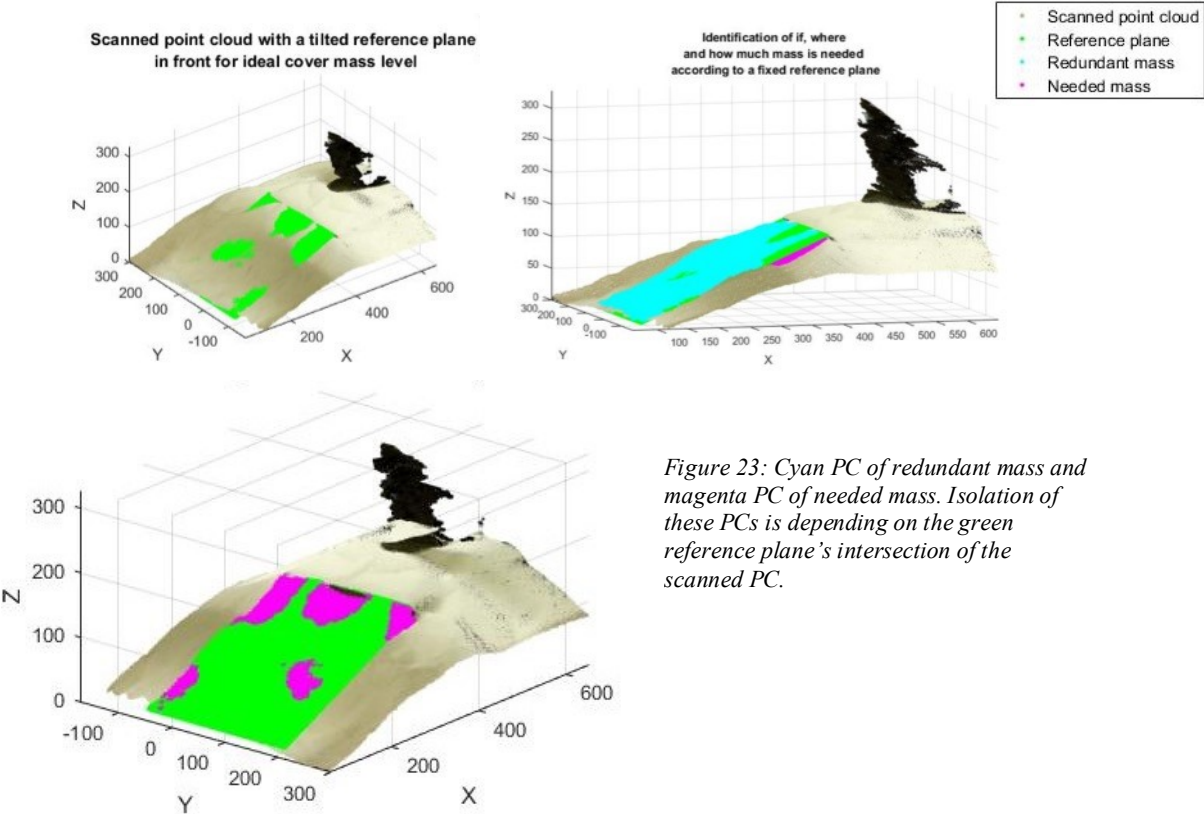 Scanned point cloud with a tilted reference plane
in front for ideal cover mass level
300
200
100
0
Z
300
200
100
0
-100
Y
200
400
600
X
Identification of if, where
and how much mass is needed
according to a fixed reference plane
300
250
200
150
100
50
0
Z
300
200
100
0
-100
Y
100 150 200 250 300 350 400 450 500 550 600
X
Scanned point cloud
Reference plane
Redundant mass
Needed mass
300
200
100
0
Z
-100
0
100
200
300
Y
200
400
600
X
Figure 23: Cyan PC of redundant mass and
magenta PC of needed mass. Isolation of
these PCs is depending on the green
reference plane's intersection of the
scanned PC.